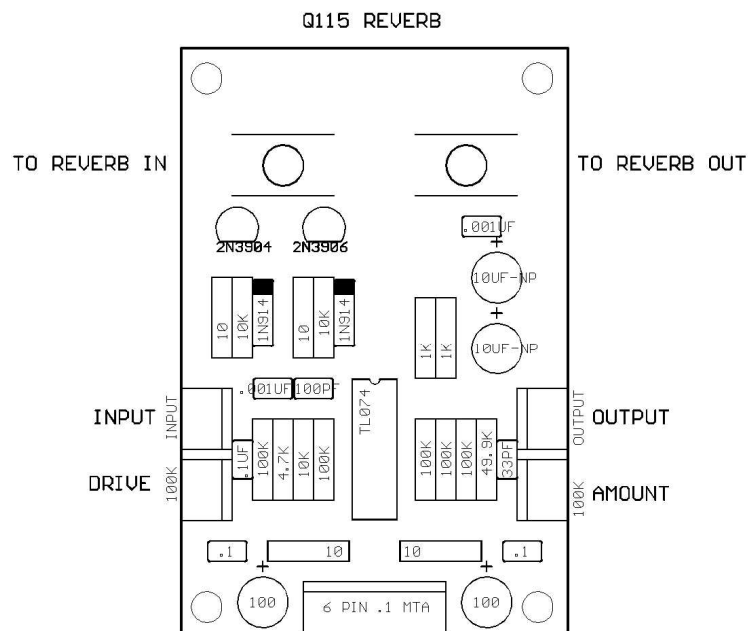 Q115 REVERB
TO REVERB IN
TO REVERB OUT
.001UF
2N3904
2N3906
10UF-NP
10
10K
1N914
10
10K
1N914
1K
1K
10UF-NP
.001UF
100PF
TL074
INPUT
INPUT
OUTPUT
OUTPUT
DRIVE
100K
.1UF
100K
4.7K
10K
100K
100K
100K
100K
49.9K
33PF
100K
AMOUNT
.1
10
10
.1
100
6 PIN .1 MTA
100